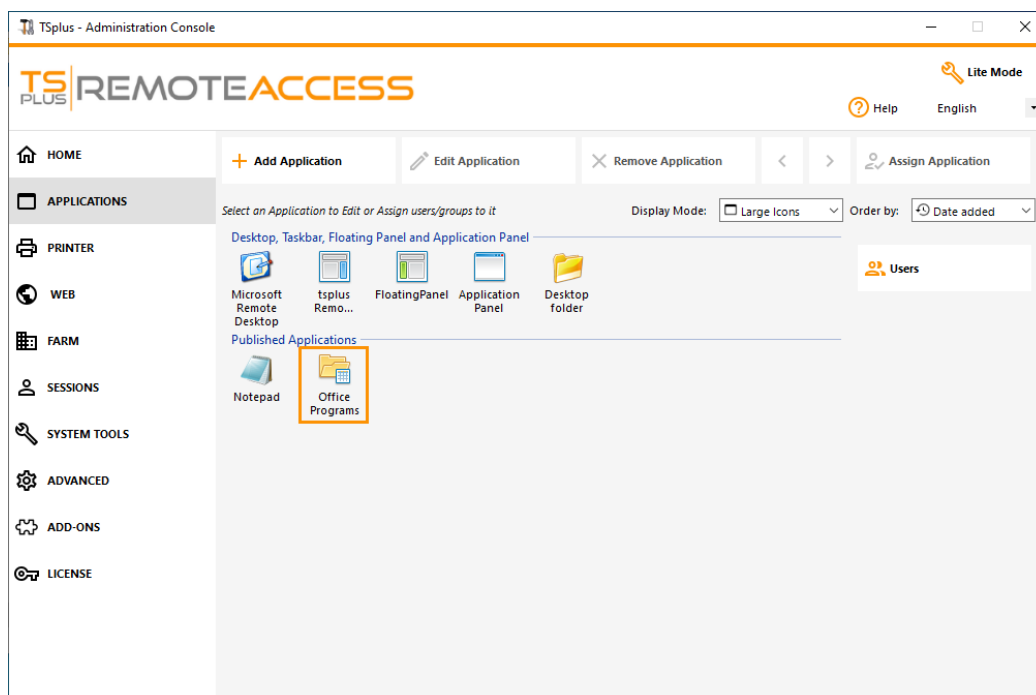 TSplus - Administration Console
TS PLUS REMOTE ACCESS
Lite Mode
Help English
HOME
APPLICATIONS
PRINTER
WEB
FARM
SESSIONS
SYSTEM TOOLS
ADVANCED
ADD-ONS
LICENSE
Add Application Edit Application Remove Application < > Assign Application
Select an Application to Edit or Assign users/groups to it Display Mode: Large Icons Order by: Date added
Desktop, Taskbar, Floating Panel and Application Panel
Microsoft
Remote
Desktop
tsplus
Remo...
FloatingPanel
Application
Panel
Desktop
folder
Users
Published Applications
Notepad
Office
Programs